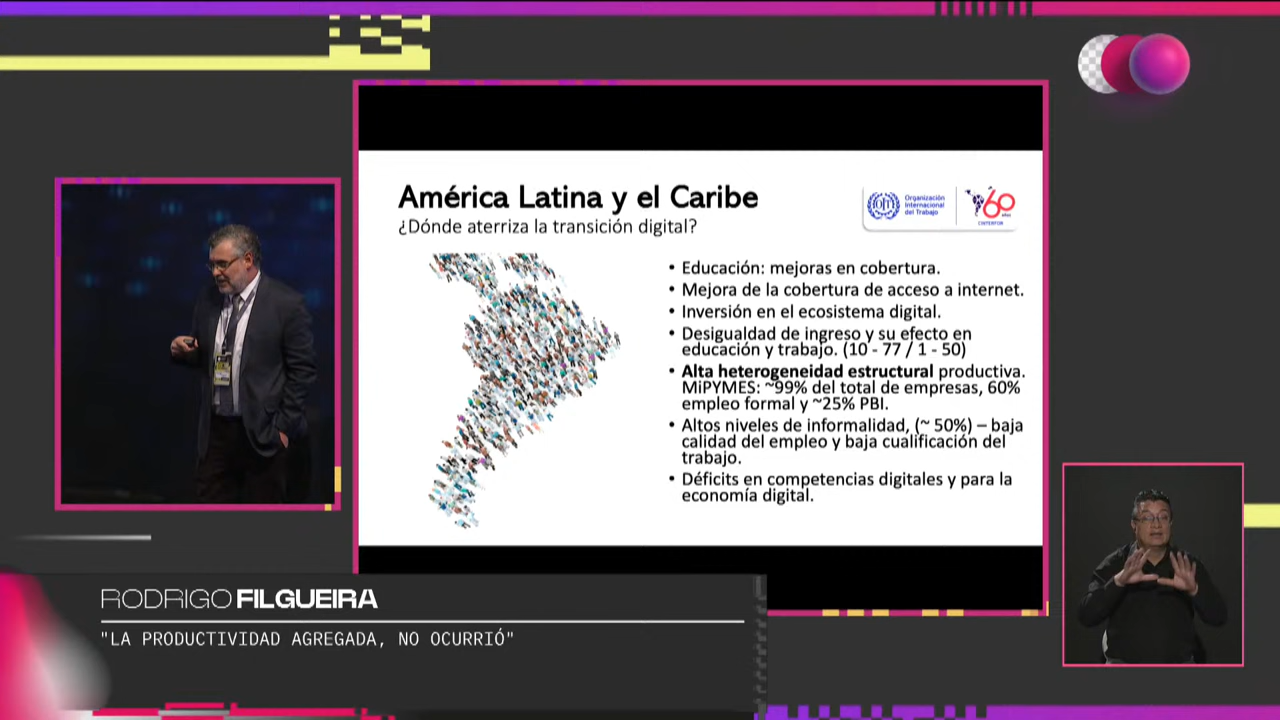 América Latina y el Caribe
¿Dónde aterriza la transición digital?
Organización
Internacional
del Trabajo
60
años
CINTERFOR
• Educación: mejoras en cobertura.
• Mejora de la cobertura de acceso a internet.
• Inversión en el ecosistema digital.
• Desigualdad de ingreso y su efecto en
educación y trabajo. (10 - 77 / 1 - 50)
• Alta heterogeneidad estructural productiva.
MiPYMES: ~99% del total de empresas, 60%
empleo formal y ~25% PBI.
• Altos niveles de informalidad, (~ 50%) – baja
calidad del empleo y baja cualificación del
trabajo.
• Déficits en competencias digitales y para la
economía digital.
RODRIGO FILGUEIRA
"LA PRODUCTIVIDAD AGREGADA, NO OCURRIÓ"